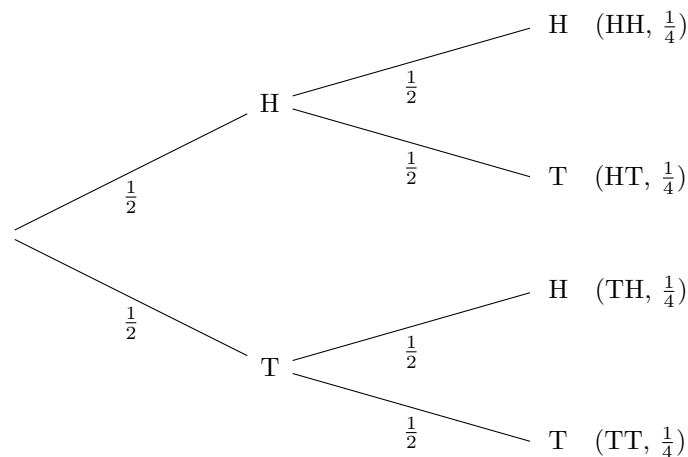 H (HH, 1/4)
1/2
H
1/2
T (HT, 1/4)
1/2
H (TH, 1/4)
1/2
1/2
T
1/2
T (TT, 1/4)